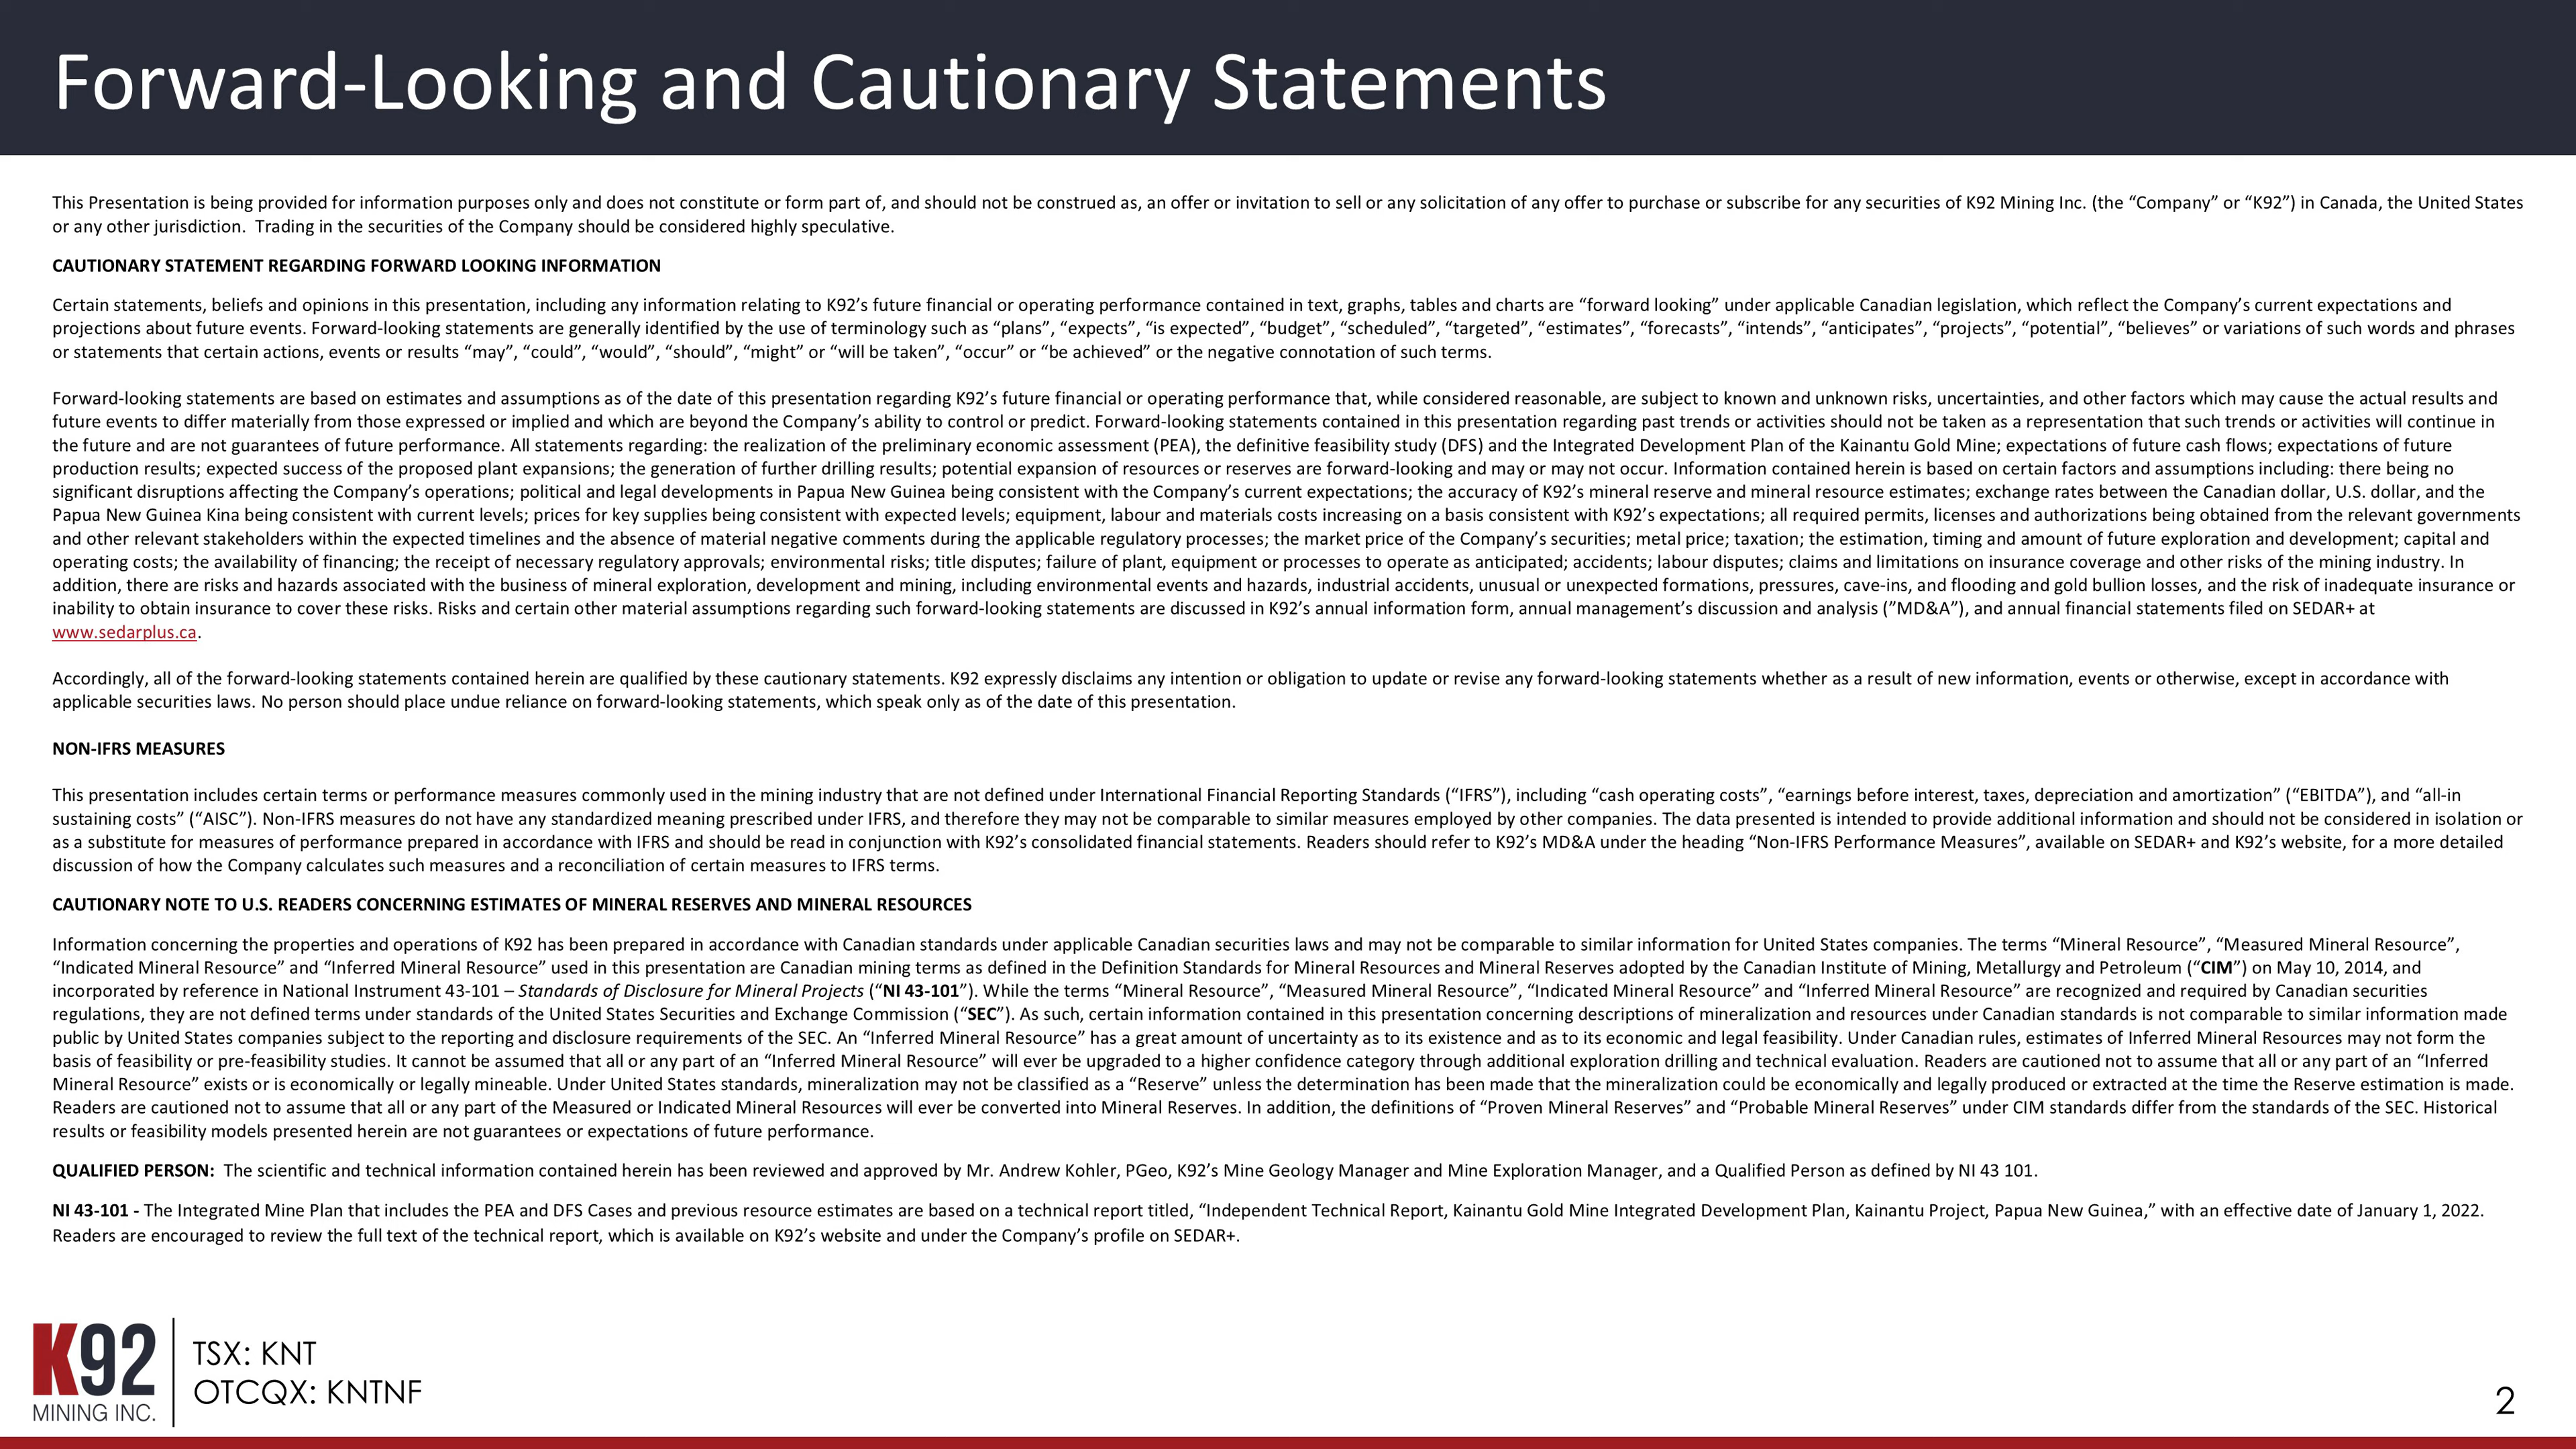 Forward-Looking and Cautionary Statements
This Presentation is being provided for information purposes only and does not constitute or form part of, and should not be construed as, an offer or invitation to sell or any solicitation of any offer to purchase or subscribe for any securities of K92 Mining Inc. (the “Company” or “K92”) in Canada, the United States
or any other jurisdiction.  Trading in the securities of the Company should be considered highly speculative.
CAUTIONARY STATEMENT REGARDING FORWARD LOOKING INFORMATION
Certain statements, beliefs and opinions in this presentation, including any information relating to K92’s future financial or operating performance contained in text, graphs, tables and charts are “forward looking” under applicable Canadian legislation, which reflect the Company’s current expectations and
projections about future events. Forward-looking statements are generally identified by the use of terminology such as “plans”, “expects”, “is expected”, “budget”, “scheduled”, “targeted”, “estimates”, “forecasts”, “intends”, “anticipates”, “projects”, “potential”, “believes” or variations of such words and phrases
or statements that certain actions, events or results “may”, “could”, “would”, “should”, “might” or “will be taken”, “occur” or “be achieved” or the negative connotation of such terms.
Forward-looking statements are based on estimates and assumptions as of the date of this presentation regarding K92’s future financial or operating performance that, while considered reasonable, are subject to known and unknown risks, uncertainties, and other factors which may cause the actual results and
future events to differ materially from those expressed or implied and which are beyond the Company’s ability to control or predict. Forward-looking statements contained in this presentation regarding past trends or activities should not be taken as a representation that such trends or activities will continue in
the future and are not guarantees of future performance. All statements regarding: the realization of the preliminary economic assessment (PEA), the definitive feasibility study (DFS) and the Integrated Development Plan of the Kainantu Gold Mine; expectations of future cash flows; expectations of future
production results; expected success of the proposed plant expansions; the generation of further drilling results; potential expansion of resources or reserves are forward-looking and may or may not occur. Information contained herein is based on certain factors and assumptions including: there being no
significant disruptions affecting the Company’s operations; political and legal developments in Papua New Guinea being consistent with the Company’s current expectations; the accuracy of K92’s mineral reserve and mineral resource estimates; exchange rates between the Canadian dollar, U.S. dollar, and the
Papua New Guinea Kina being consistent with current levels; prices for key supplies being consistent with expected levels; equipment, labour and materials costs increasing on a basis consistent with K92’s expectations; all required permits, licenses and authorizations being obtained from the relevant governments
and other relevant stakeholders within the expected timelines and the absence of material negative comments during the applicable regulatory processes; the market price of the Company’s securities; metal price; taxation; the estimation, timing and amount of future exploration and development; capital and
operating costs; the availability of financing; the receipt of necessary regulatory approvals; environmental risks; title disputes; failure of plant, equipment or processes to operate as anticipated; accidents; labour disputes; claims and limitations on insurance coverage and other risks of the mining industry. In
addition, there are risks and hazards associated with the business of mineral exploration, development and mining, including environmental events and hazards, industrial accidents, unusual or unexpected formations, pressures, cave-ins, and flooding and gold bullion losses, and the risk of inadequate insurance or
inability to obtain insurance to cover these risks. Risks and certain other material assumptions regarding such forward-looking statements are discussed in K92’s annual information form, annual management’s discussion and analysis (”MD&A”), and annual financial statements filed on SEDAR+ at
www.sedarplus.ca.
Accordingly, all of the forward-looking statements contained herein are qualified by these cautionary statements. K92 expressly disclaims any intention or obligation to update or revise any forward-looking statements whether as a result of new information, events or otherwise, except in accordance with
applicable securities laws. No person should place undue reliance on forward-looking statements, which speak only as of the date of this presentation.
NON-IFRS MEASURES
This presentation includes certain terms or performance measures commonly used in the mining industry that are not defined under International Financial Reporting Standards (“IFRS”), including “cash operating costs”, “earnings before interest, taxes, depreciation and amortization” (“EBITDA”), and “all-in
sustaining costs” (“AISC”). Non-IFRS measures do not have any standardized meaning prescribed under IFRS, and therefore they may not be comparable to similar measures employed by other companies. The data presented is intended to provide additional information and should not be considered in isolation or
as a substitute for measures of performance prepared in accordance with IFRS and should be read in conjunction with K92’s consolidated financial statements. Readers should refer to K92’s MD&A under the heading “Non-IFRS Performance Measures”, available on SEDAR+ and K92’s website, for a more detailed
discussion of how the Company calculates such measures and a reconciliation of certain measures to IFRS terms.
CAUTIONARY NOTE TO U.S. READERS CONCERNING ESTIMATES OF MINERAL RESERVES AND MINERAL RESOURCES
Information concerning the properties and operations of K92 has been prepared in accordance with Canadian standards under applicable Canadian securities laws and may not be comparable to similar information for United States companies. The terms “Mineral Resource”, “Measured Mineral Resource”,
“Indicated Mineral Resource” and “Inferred Mineral Resource” used in this presentation are Canadian mining terms as defined in the Definition Standards for Mineral Resources and Mineral Reserves adopted by the Canadian Institute of Mining, Metallurgy and Petroleum (“CIM”) on May 10, 2014, and
incorporated by reference in National Instrument 43-101 – Standards of Disclosure for Mineral Projects (“NI 43-101”). While the terms “Mineral Resource”, “Measured Mineral Resource”, “Indicated Mineral Resource” and “Inferred Mineral Resource” are recognized and required by Canadian securities
regulations, they are not defined terms under standards of the United States Securities and Exchange Commission (“SEC”). As such, certain information contained in this presentation concerning descriptions of mineralization and resources under Canadian standards is not comparable to similar information made
public by United States companies subject to the reporting and disclosure requirements of the SEC. An “Inferred Mineral Resource” has a great amount of uncertainty as to its existence and as to its economic and legal feasibility. Under Canadian rules, estimates of Inferred Mineral Resources may not form the
basis of feasibility or pre-feasibility studies. It cannot be assumed that all or any part of an “Inferred Mineral Resource” will ever be upgraded to a higher confidence category through additional exploration drilling and technical evaluation. Readers are cautioned not to assume that all or any part of an “Inferred
Mineral Resource” exists or is economically or legally mineable. Under United States standards, mineralization may not be classified as a “Reserve” unless the determination has been made that the mineralization could be economically and legally produced or extracted at the time the Reserve estimation is made.
Readers are cautioned not to assume that all or any part of the Measured or Indicated Mineral Resources will ever be converted into Mineral Reserves. In addition, the definitions of “Proven Mineral Reserves” and “Probable Mineral Reserves” under CIM standards differ from the standards of the SEC. Historical
results or feasibility models presented herein are not guarantees or expectations of future performance.
QUALIFIED PERSON:  The scientific and technical information contained herein has been reviewed and approved by Mr. Andrew Kohler, PGeo, K92’s Mine Geology Manager and Mine Exploration Manager, and a Qualified Person as defined by NI 43 101.
NI 43-101 - The Integrated Mine Plan that includes the PEA and DFS Cases and previous resource estimates are based on a technical report titled, “Independent Technical Report, Kainantu Gold Mine Integrated Development Plan, Kainantu Project, Papua New Guinea,” with an effective date of January 1, 2022.
Readers are encouraged to review the full text of the technical report, which is available on K92’s website and under the Company’s profile on SEDAR+.
K92
MINING INC.
TSX: KNT
OTCQX: KNTNF
2